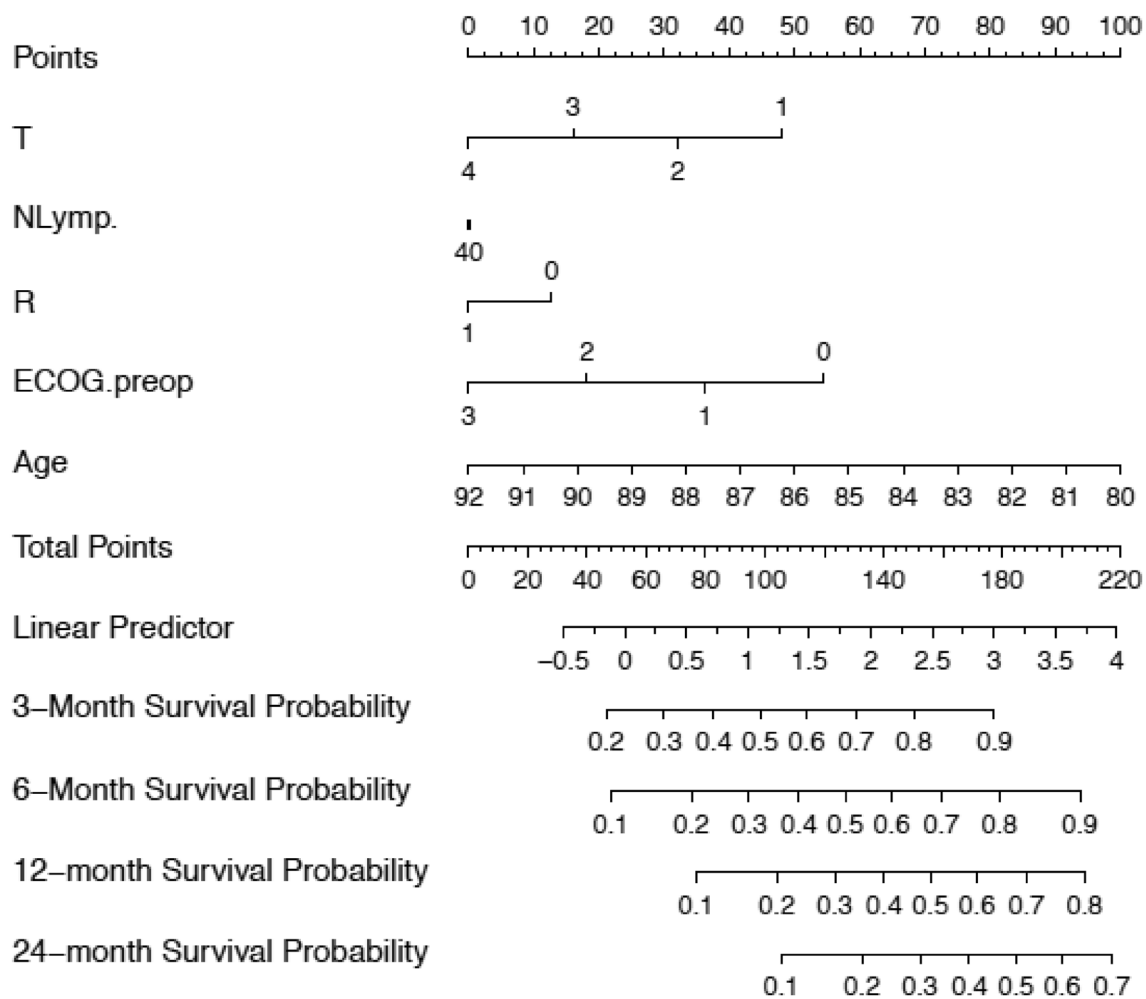 0 10 20 30 40 50 60 70 80 90 100
Points
3 1
T
4 2
NLymp.
40
0
R
1
2 0
ECOG.preop
3 1
Age
92 91 90 89 88 87 86 85 84 83 82 81 80
Total Points
0 20 40 60 80 100 140 180 220
Linear Predictor
−0.5 0 0.5 1 1.5 2 2.5 3 3.5 4
3−Month Survival Probability
0.2 0.3 0.4 0.5 0.6 0.7 0.8 0.9
6−Month Survival Probability
0.1 0.2 0.3 0.4 0.5 0.6 0.7 0.8 0.9
12−month Survival Probability
0.1 0.2 0.3 0.4 0.5 0.6 0.7 0.8
24−month Survival Probability
0.1 0.2 0.3 0.4 0.5 0.6 0.7